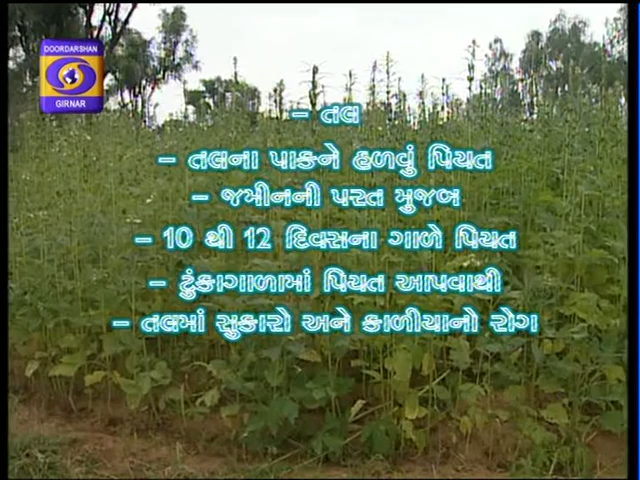 DOORDARSHAN
GIRNAR
- તલ
- તલના પાકને હળવું પિયત
- જમીનની પરત મુજબ
- 10 થી 12 દિવસના ગાળે પિયત
- ટુંકાગાળામાં પિયત આપવાથી
- તલમાં સુકારો અને કાળીયાનો રોગ